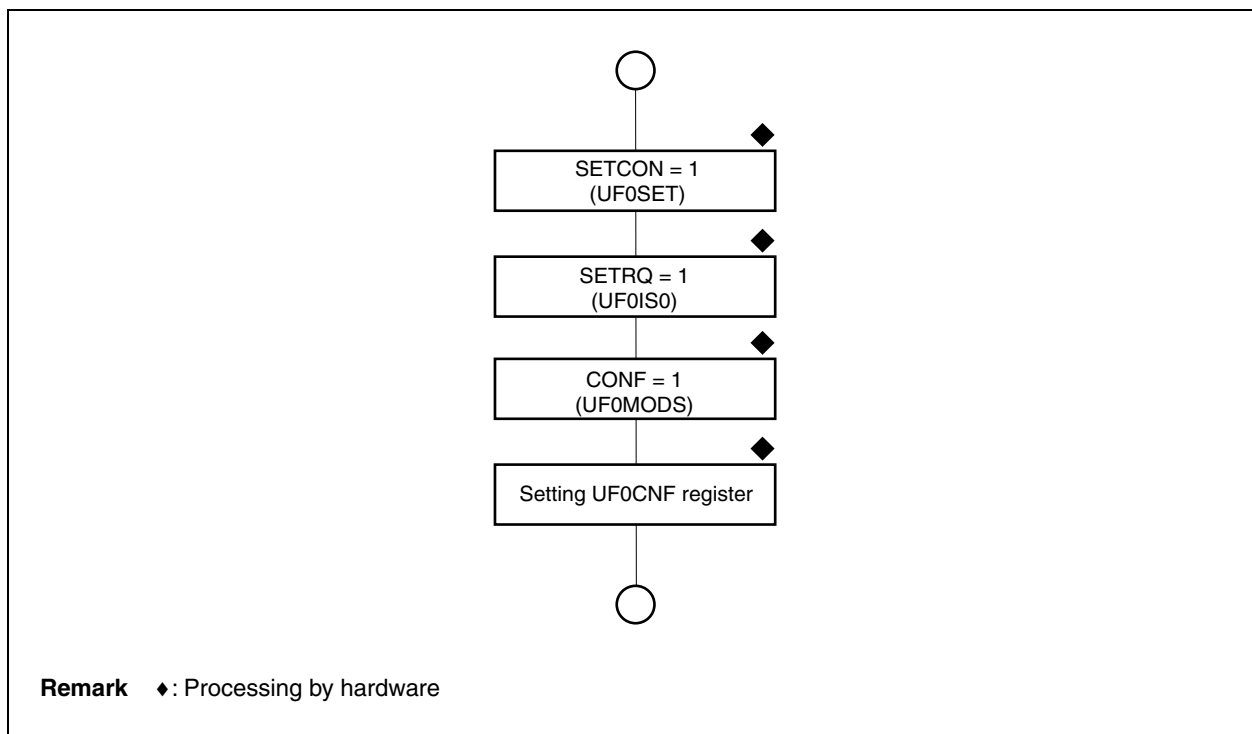 SETCON = 1
(UF0SET)
SETRQ = 1
(UF0IS0)
CONF = 1
(UF0MODS)
Setting UF0CNF register
Remark ♦: Processing by hardware